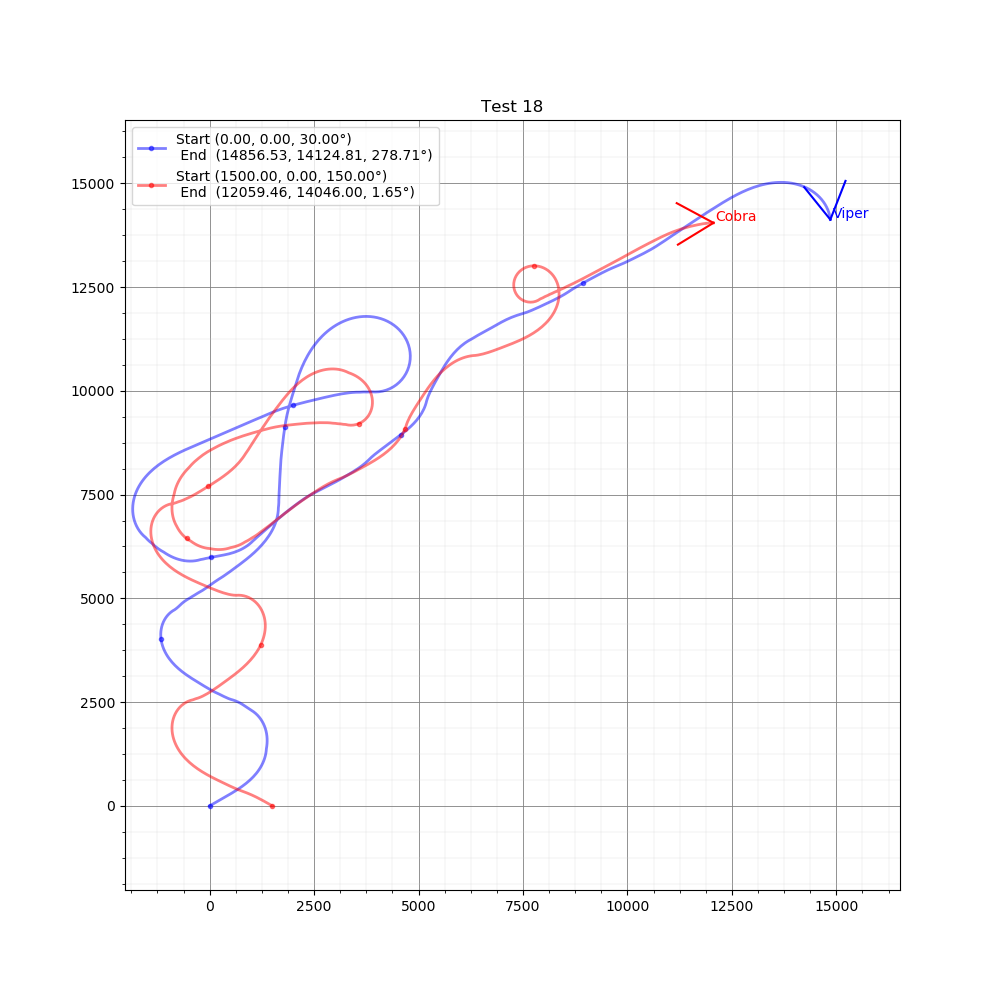 Test 18
Start (0.00, 0.00, 30.00°)
End (14856.53, 14124.81, 278.71°)
Start (1500.00, 0.00, 150.00°)
End (12059.46, 14046.00, 1.65°)
15000
12500
10000
7500
5000
2500
0
Cobra
Viper
0 2500 5000 7500 10000 12500 15000